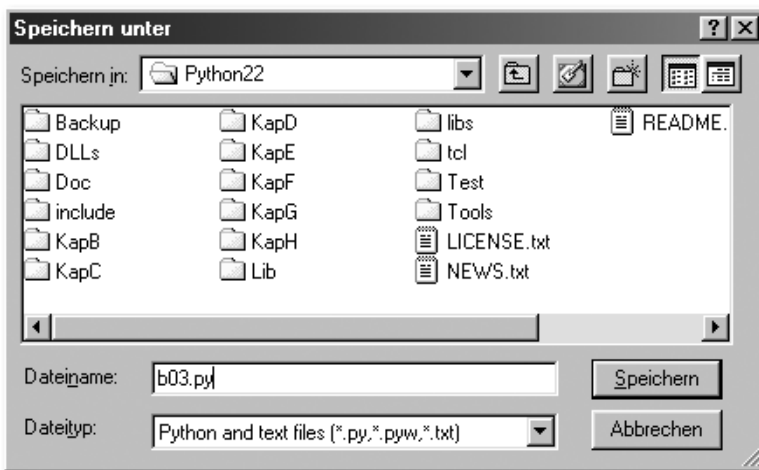 Speichern unter
Speichern in: Python22
Backup KapD libs README.
DLLs KapE tcl
Doc KapF Test
include KapG Tools
KapB KapH LICENSE.txt
KapC Lib NEWS.txt
Dateiname: b03.py Speichern
Dateityp: Python and text files (*.py,*.pyw,*.txt) Abbrechen